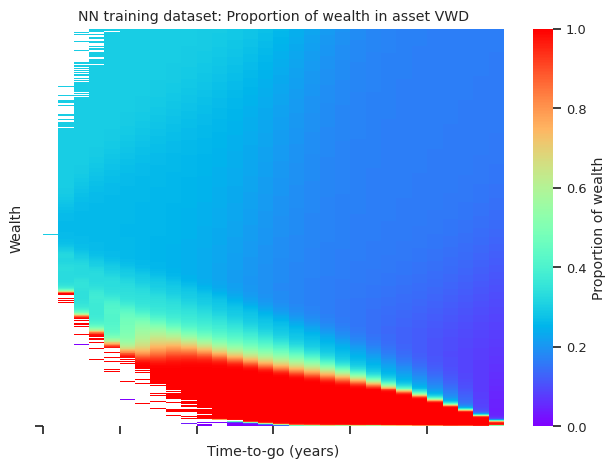 NN training dataset: Proportion of wealth in asset VWD
Wealth
Time-to-go (years)
1.0
0.8
0.6
0.4
0.2
0.0
Proportion of wealth